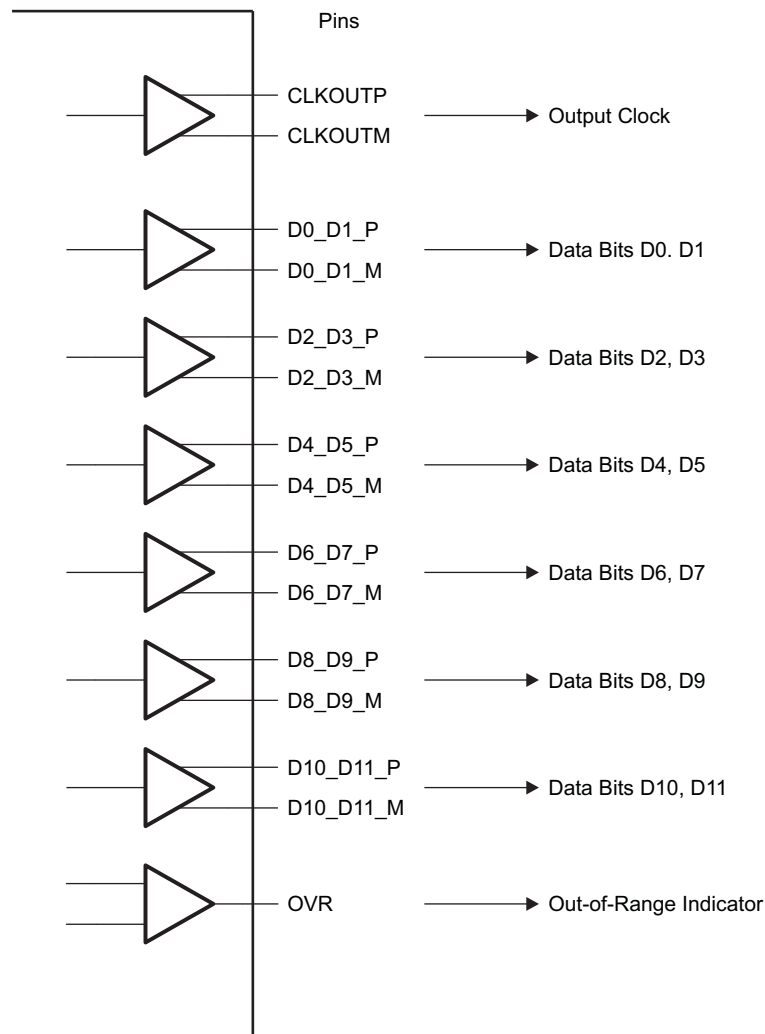 Pins
CLKOUTP
CLKOUTM
Output Clock
D0_D1_P
D0_D1_M
Data Bits D0. D1
D2_D3_P
D2_D3_M
Data Bits D2, D3
D4_D5_P
D4_D5_M
Data Bits D4, D5
D6_D7_P
D6_D7_M
Data Bits D6, D7
D8_D9_P
D8_D9_M
Data Bits D8, D9
D10_D11_P
D10_D11_M
Data Bits D10, D11
OVR
Out-of-Range Indicator